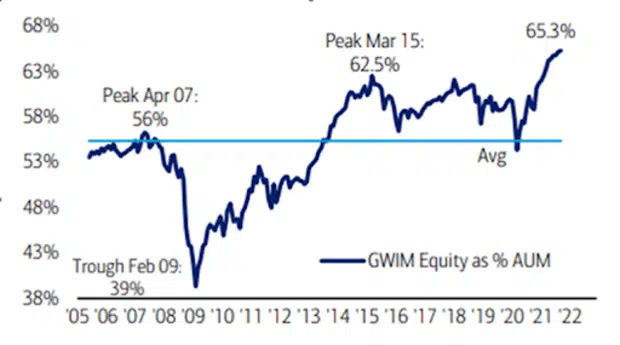 68%
63%
58%
53%
48%
43%
38%
Peak Apr 07:
56%
Peak Mar 15:
62.5%
65.3%
Avg
Trough Feb 09:
39%
GWIM Equity as % AUM
'05 '06 '07 '08 '09 '10 '11 '12 '13 '14 '15 '16 '17 '18 '19 '20 '21 '22